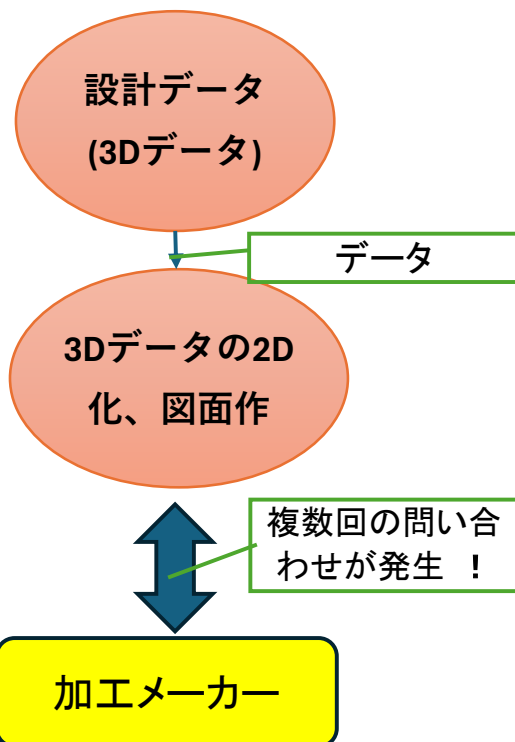 設計データ
(3Dデータ)
データ
3Dデータの2D
化、図面作
複数回の問い合
わせが発生 !
加工メーカー